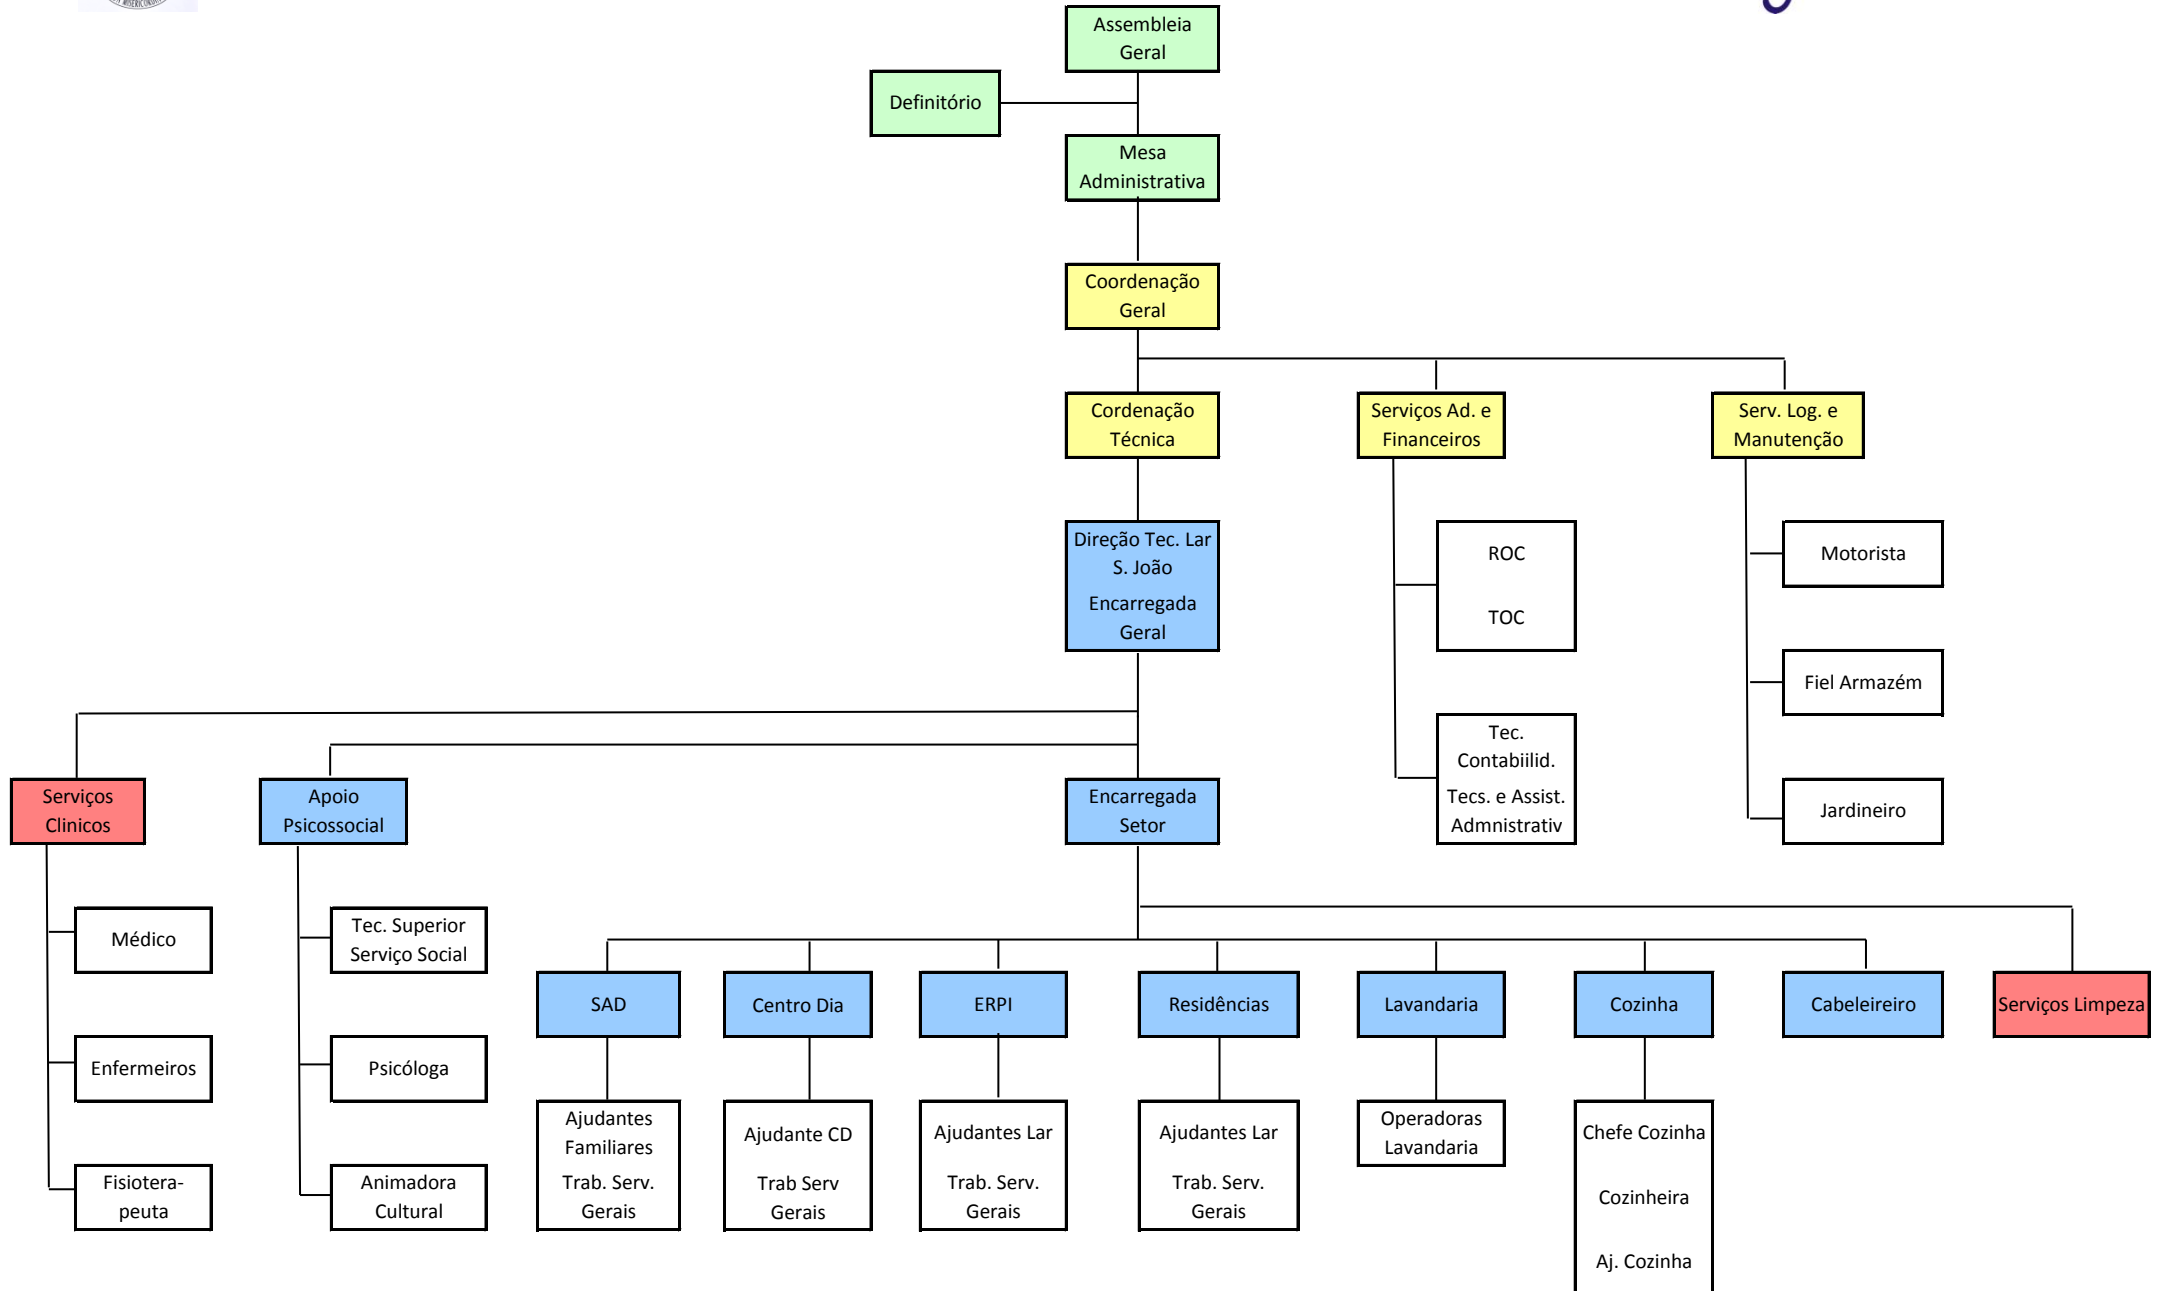 MISERICORDIA
Assembleia
Geral
Definitório
Mesa
Administrativa
Coordenação
Geral
Cordenação
Técnica
Serviços Ad. e
Financeiros
Serv. Log. e
Manutenção
Direção Tec. Lar
S. João
Encarregada
Geral
ROC
TOC
Motorista
Fiel Armazém
Tec.
Contabiilid.
Tecs. e Assist.
Admnistrativ
Jardineiro
Serviços
Clinicos
Apoio
Psicossocial
Encarregada
Setor
Médico
Tec. Superior
Serviço Social
SAD
Centro Dia
ERPI
Residências
Lavandaria
Cozinha
Cabeleireiro
Serviços Limpeza
Enfermeiros
Psicóloga
Ajudantes
Familiares
Trab. Serv.
Gerais
Ajudante CD
Trab Serv
Gerais
Ajudantes Lar
Trab. Serv.
Gerais
Ajudantes Lar
Trab. Serv.
Gerais
Operadoras
Lavandaria
Chefe Cozinha
Cozinheira
Aj. Cozinha
Fisiotera-
peuta
Animadora
Cultural